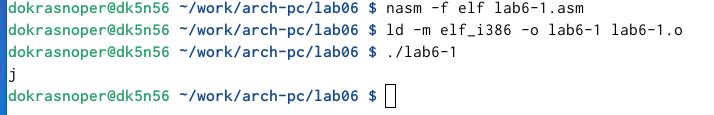 dokrasnoper@dk5n56 ~/work/arch-pc/lab06 $ nasm -f elf lab6-1.asm
dokrasnoper@dk5n56 ~/work/arch-pc/lab06 $ ld -m elf_i386 -o lab6-1 lab6-1.o
dokrasnoper@dk5n56 ~/work/arch-pc/lab06 $ ./lab6-1
j
dokrasnoper@dk5n56 ~/work/arch-pc/lab06 $